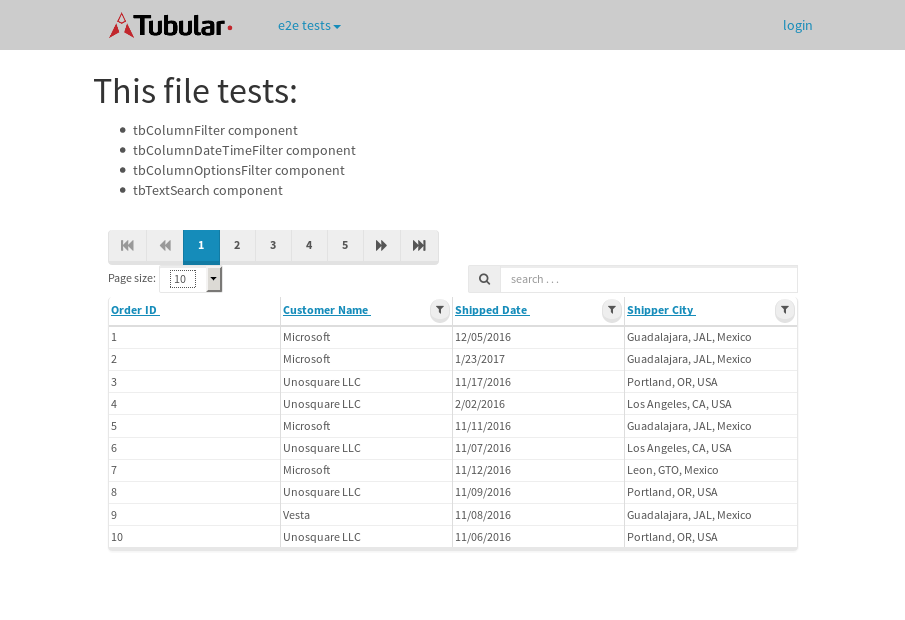 Tubular e2e tests login
This file tests:
tbColumnFilter component
tbColumnDateTimeFilter component
tbColumnOptionsFilter component
tbTextSearch component
1 2 3 4 5
Page size: 10 search . . .
Order ID Customer Name Shipped Date Shipper City
1 Microsoft 12/05/2016 Guadalajara, JAL, Mexico
2 Microsoft 1/23/2017 Guadalajara, JAL, Mexico
3 Unosquare LLC 11/17/2016 Portland, OR, USA
4 Unosquare LLC 2/02/2016 Los Angeles, CA, USA
5 Microsoft 11/11/2016 Guadalajara, JAL, Mexico
6 Unosquare LLC 11/07/2016 Los Angeles, CA, USA
7 Microsoft 11/12/2016 Leon, GTO, Mexico
8 Unosquare LLC 11/09/2016 Portland, OR, USA
9 Vesta 11/08/2016 Guadalajara, JAL, Mexico
10 Unosquare LLC 11/06/2016 Portland, OR, USA